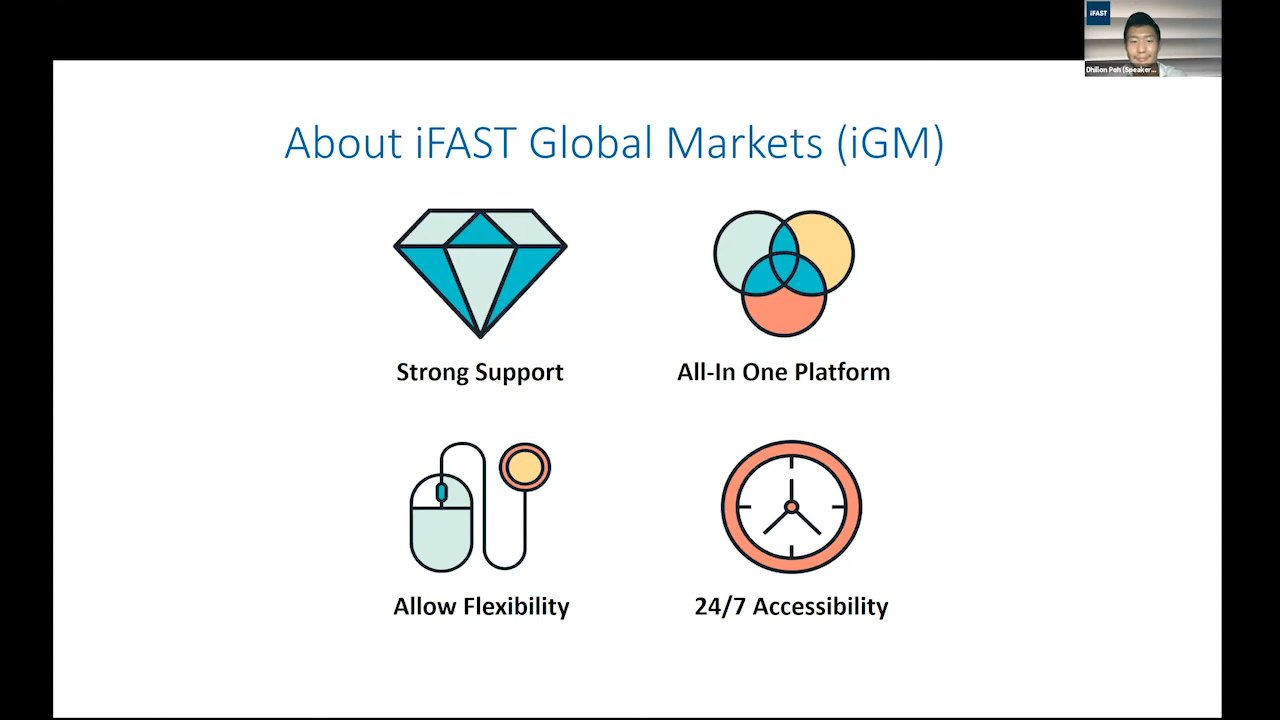 iFAST
Dhillon Peh (Speaker...
About iFAST Global Markets (iGM)
Strong Support
All-In One Platform
Allow Flexibility
24/7 Accessibility